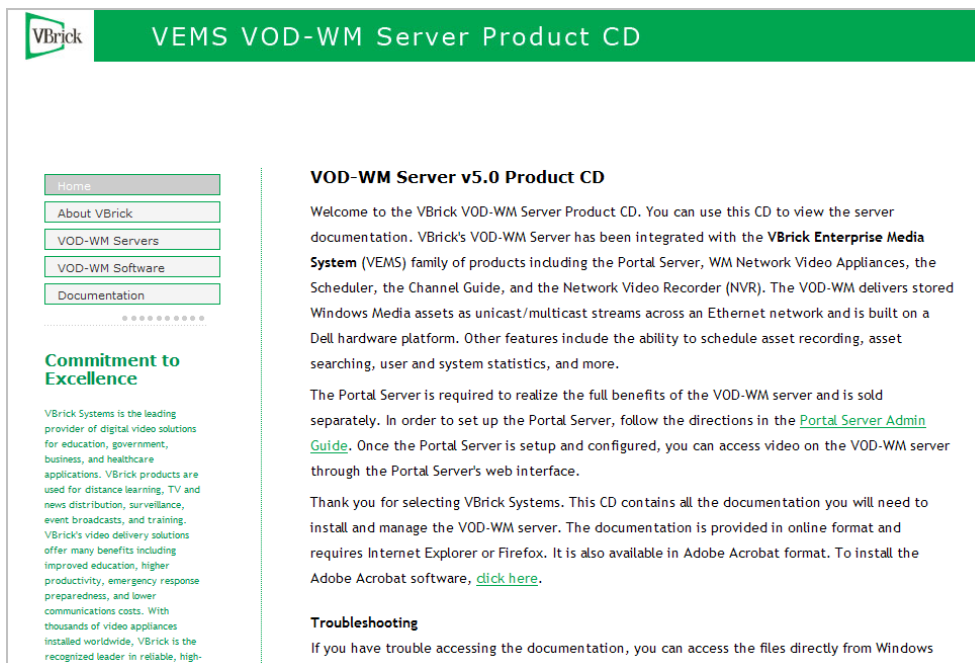 VBrick
VEMS VOD-WM Server Product CD
Home
About VBrick
VOD-WM Servers
VOD-WM Software
Documentation
Commitment to
Excellence
VBrick Systems is the leading
provider of digital video solutions
for education, government,
business, and healthcare
applications. VBrick products are
used for distance learning, TV and
news distribution, surveillance,
event broadcasts, and training.
VBrick's video delivery solutions
offer many benefits including
improved education, higher
productivity, emergency response
preparedness, and lower
communications costs. With
thousands of video appliances
installed worldwide, VBrick is the
recognized leader in reliable, high-
VOD-WM Server v5.0 Product CD
Welcome to the VBrick VOD-WM Server Product CD. You can use this CD to view the server
documentation. VBrick's VOD-WM Server has been integrated with the VBrick Enterprise Media
System (VEMS) family of products including the Portal Server, WM Network Video Appliances, the
Scheduler, the Channel Guide, and the Network Video Recorder (NVR). The VOD-WM delivers stored
Windows Media assets as unicast/multicast streams across an Ethernet network and is built on a
Dell hardware platform. Other features include the ability to schedule asset recording, asset
searching, user and system statistics, and more.
The Portal Server is required to realize the full benefits of the VOD-WM server and is sold
separately. In order to set up the Portal Server, follow the directions in the Portal Server Admin
Guide. Once the Portal Server is setup and configured, you can access video on the VOD-WM server
through the Portal Server's web interface.
Thank you for selecting VBrick Systems. This CD contains all the documentation you will need to
install and manage the VOD-WM server. The documentation is provided in online format and
requires Internet Explorer or Firefox. It is also available in Adobe Acrobat format. To install the
Adobe Acrobat software, click here.
Troubleshooting
If you have trouble accessing the documentation, you can access the files directly from Windows